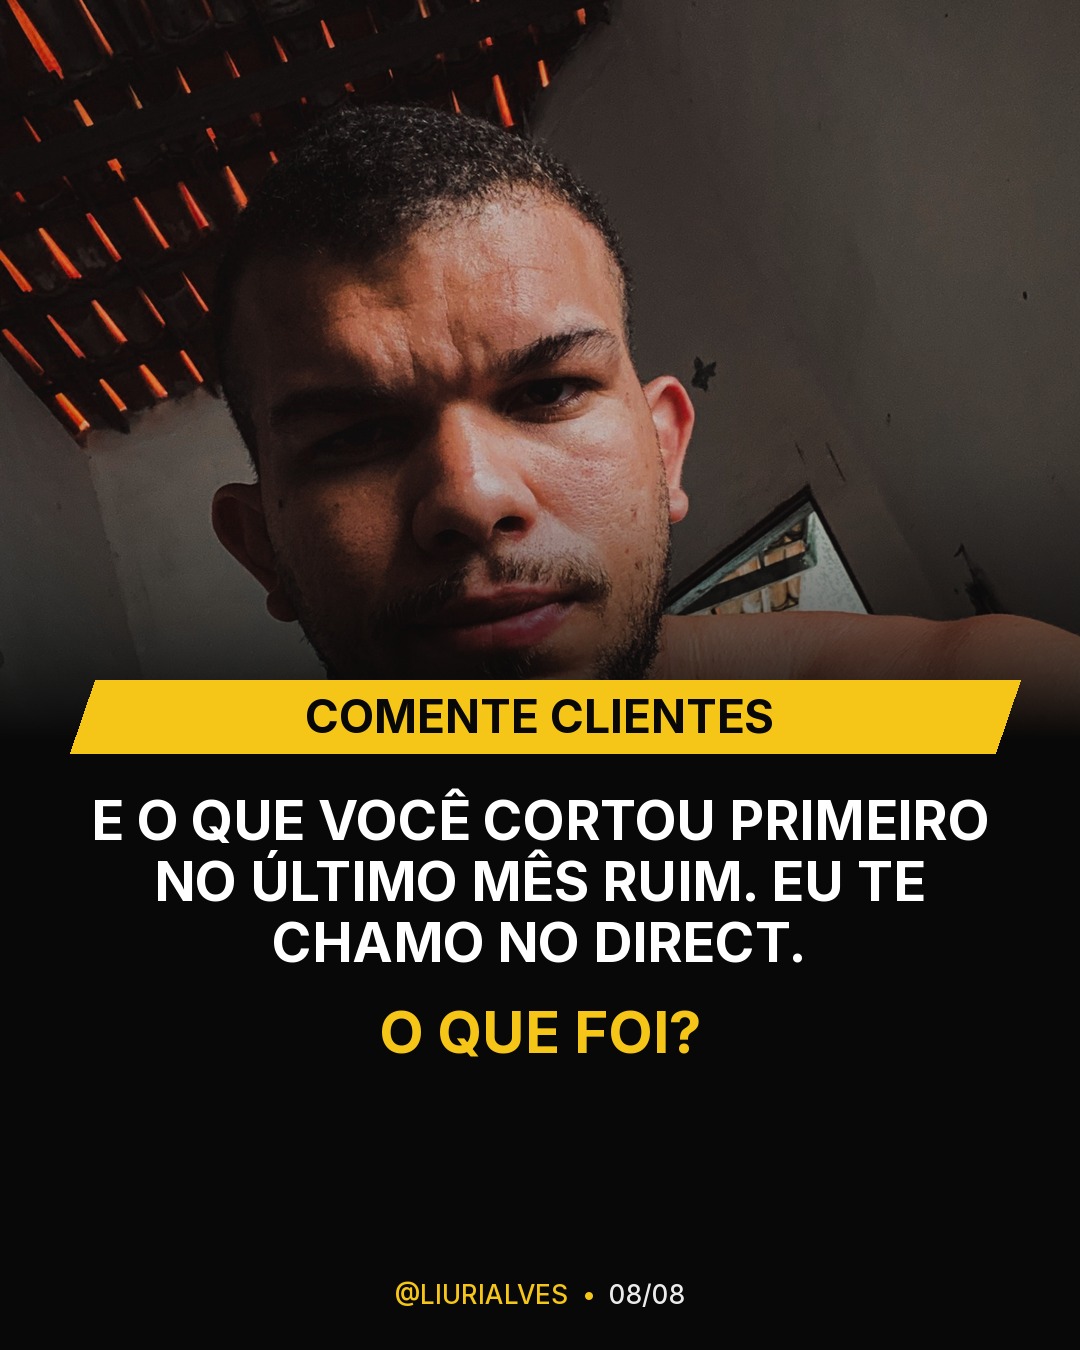 COMENTE CLIENTES
E O QUE VOCÊ CORTOU PRIMEIRO
NO ÚLTIMO MÊS RUIM. EU TE
CHAMO NO DIRECT.
O QUE FOI?
@LIURIALVES • 08/08